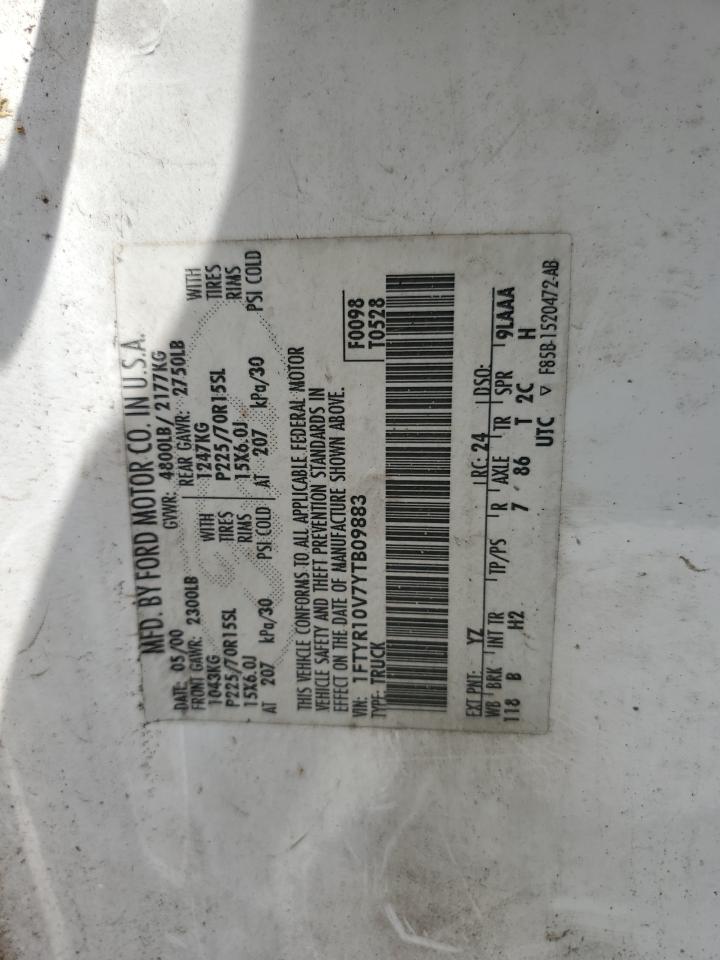 MFD. BY FORD MOTOR CO. IN U.S.A.
DATE: 05/00 GVWR: 4800LB/ 2177KG
FRONT GAWR: 2300LB REAR GAWR: 2750LB
1043KG WITH 1247KG WITH
P225/70R15SL TIRES P225/70R15SL TIRES
15X6.0J RIMS 15X6.0J RIMS
AT 207 kPa/30 PSI COLD AT 207 kPa/30 PSI COLD
THIS VEHICLE CONFORMS TO ALL APPLICABLE FEDERAL MOTOR
VEHICLE SAFETY AND THEFT PREVENTION STANDARDS IN
EFFECT ON THE DATE OF MANUFACTURE SHOWN ABOVE.
VIN: 1FTYR10V7YTB09883 F0098
TYPE: TRUCK T0528
EXT PNT: YZ RC: 24 DSO:
WB BRK INT TR TP/PS R AXLE TR SPR 9LAAA
118 B H2 7 86 T 2C H
UTC ▽ F85B-1520472-AB